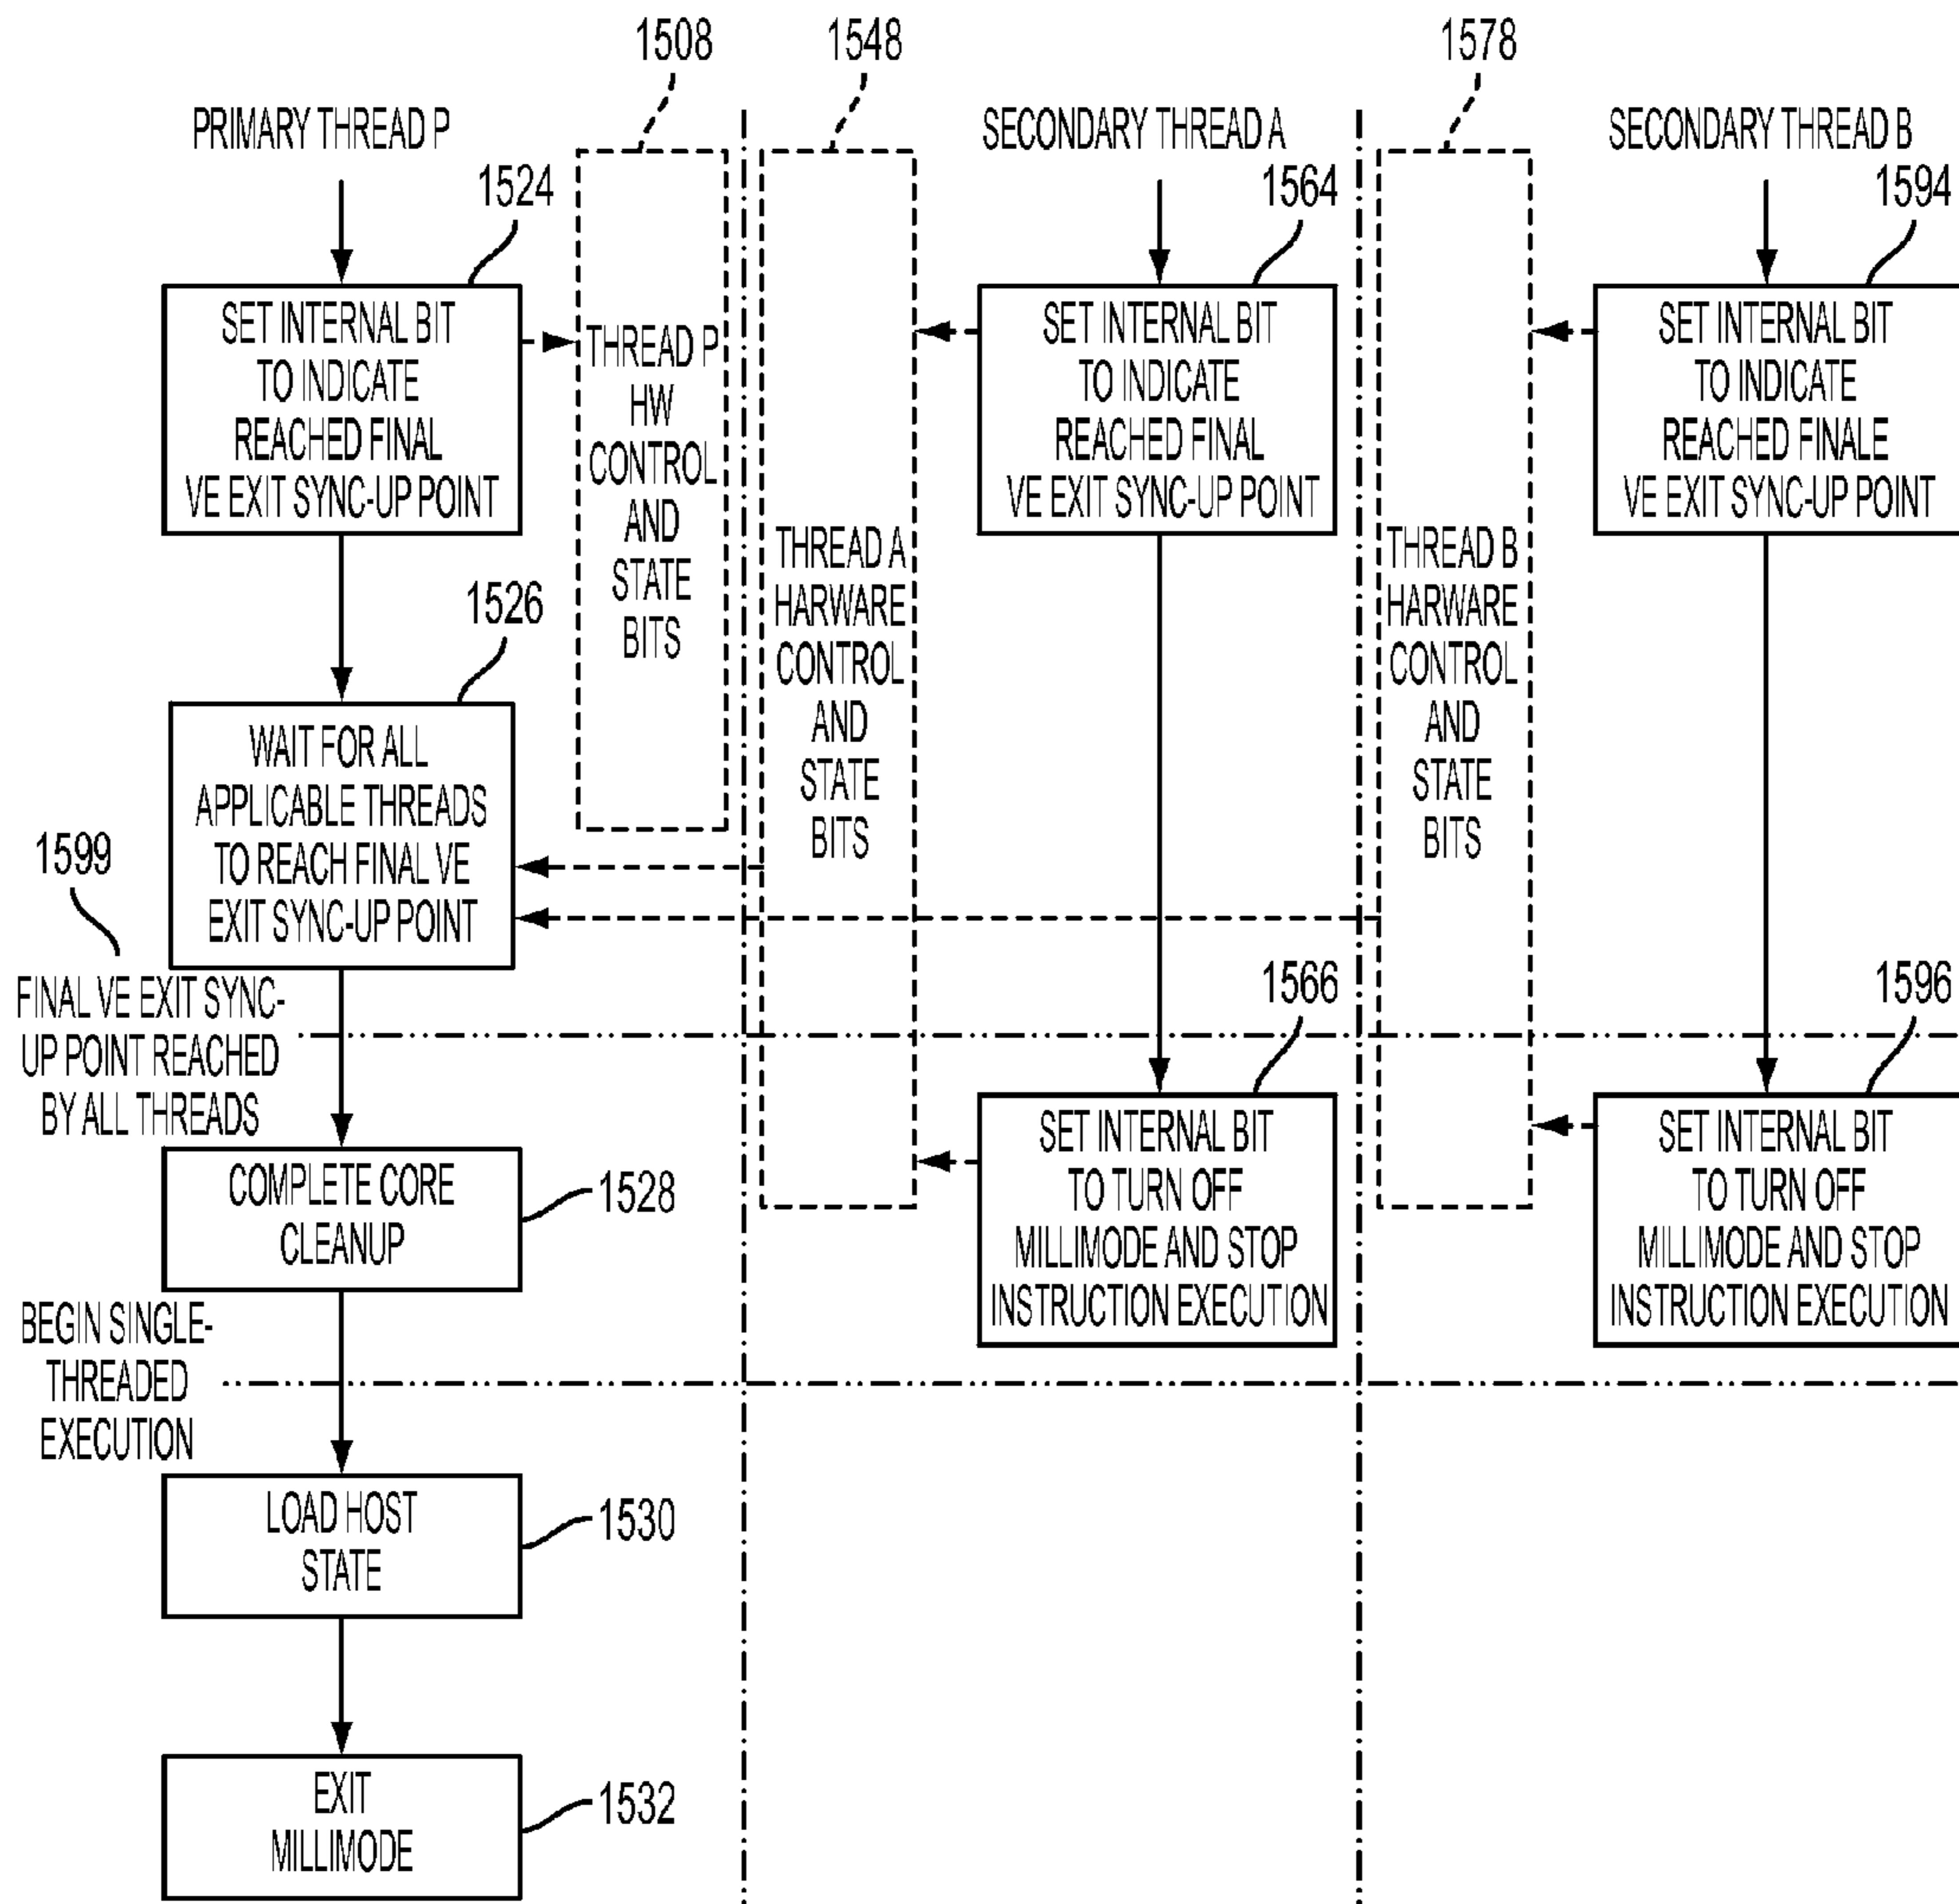 1508
1548
1578
PRIMARY THREAD P
SECONDARY THREAD A
SECONDARY THREAD B
1524
1564
1594
SET INTERNAL BIT
TO INDICATE
REACHED FINAL
VE EXIT SYNC-UP POINT
THREAD P
HW
CONTROL
AND
STATE
BITS
SET INTERNAL BIT
TO INDICATE
REACHED FINAL
VE EXIT SYNC-UP POINT
SET INTERNAL BIT
TO INDICATE
REACHED FINALE
VE EXIT SYNC-UP POINT
THREAD A
HARWARE
CONTROL
AND
STATE
BITS
THREAD B
HARWARE
CONTROL
AND
STATE
BITS
1526
WAIT FOR ALL
APPLICABLE THREADS
TO REACH FINAL VE
EXIT SYNC-UP POINT
1599
FINAL VE EXIT SYNC-
UP POINT REACHED
BY ALL THREADS
1566
1596
COMPLETE CORE
CLEANUP
1528
SET INTERNAL BIT
TO TURN OFF
MILLIMODE AND STOP
INSTRUCTION EXECUTION
SET INTERNAL BIT
TO TURN OFF
MILLIMODE AND STOP
INSTRUCTION EXECUTION
BEGIN SINGLE-
THREADED
EXECUTION
LOAD HOST
STATE
1530
EXIT
MILLIMODE
1532